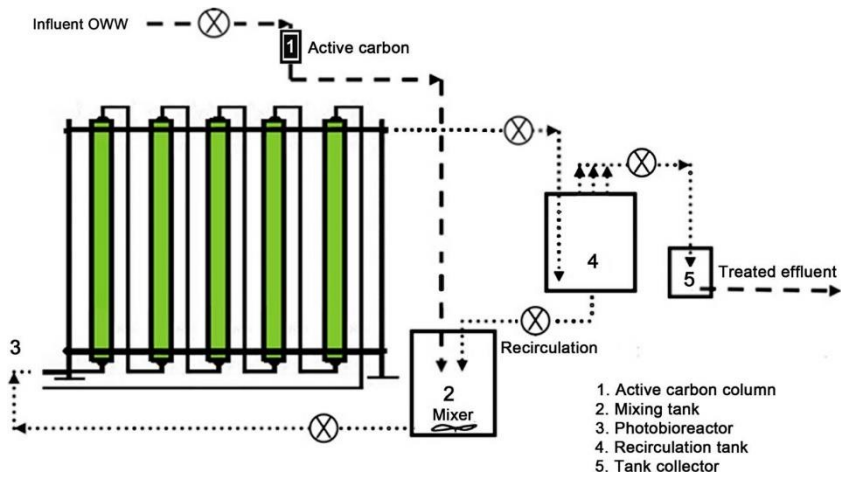 Influent OWW
1
Active carbon
3
4
5
Treated effluent
Recirculation
2
Mixer
1. Active carbon column
2. Mixing tank
3. Photobioreactor
4. Recirculation tank
5. Tank collector